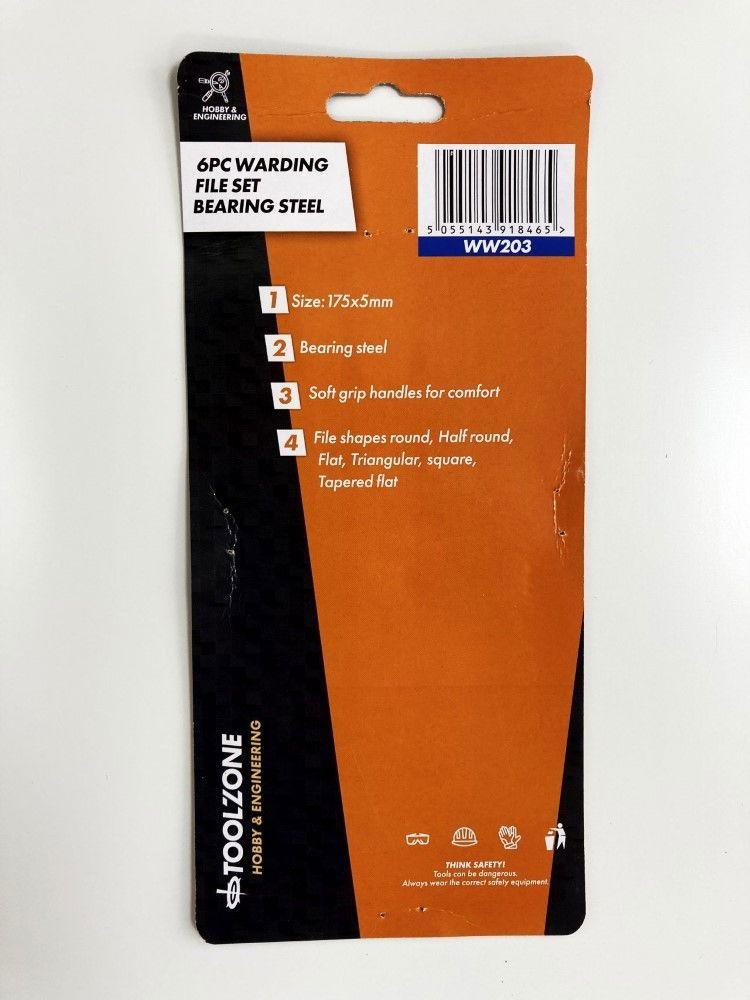 HOBBY &
ENGINEERING
6PC WARDING
FILE SET
BEARING STEEL
5 055143 918465 >
WW203
1 Size: 175x5mm
2 Bearing steel
3 Soft grip handles for comfort
4 File shapes round, Half round,
Flat, Triangular, square,
Tapered flat
TOOLZONE
HOBBY & ENGINEERING
THINK SAFETY!
Tools can be dangerous.
Always wear the correct safety equipment.